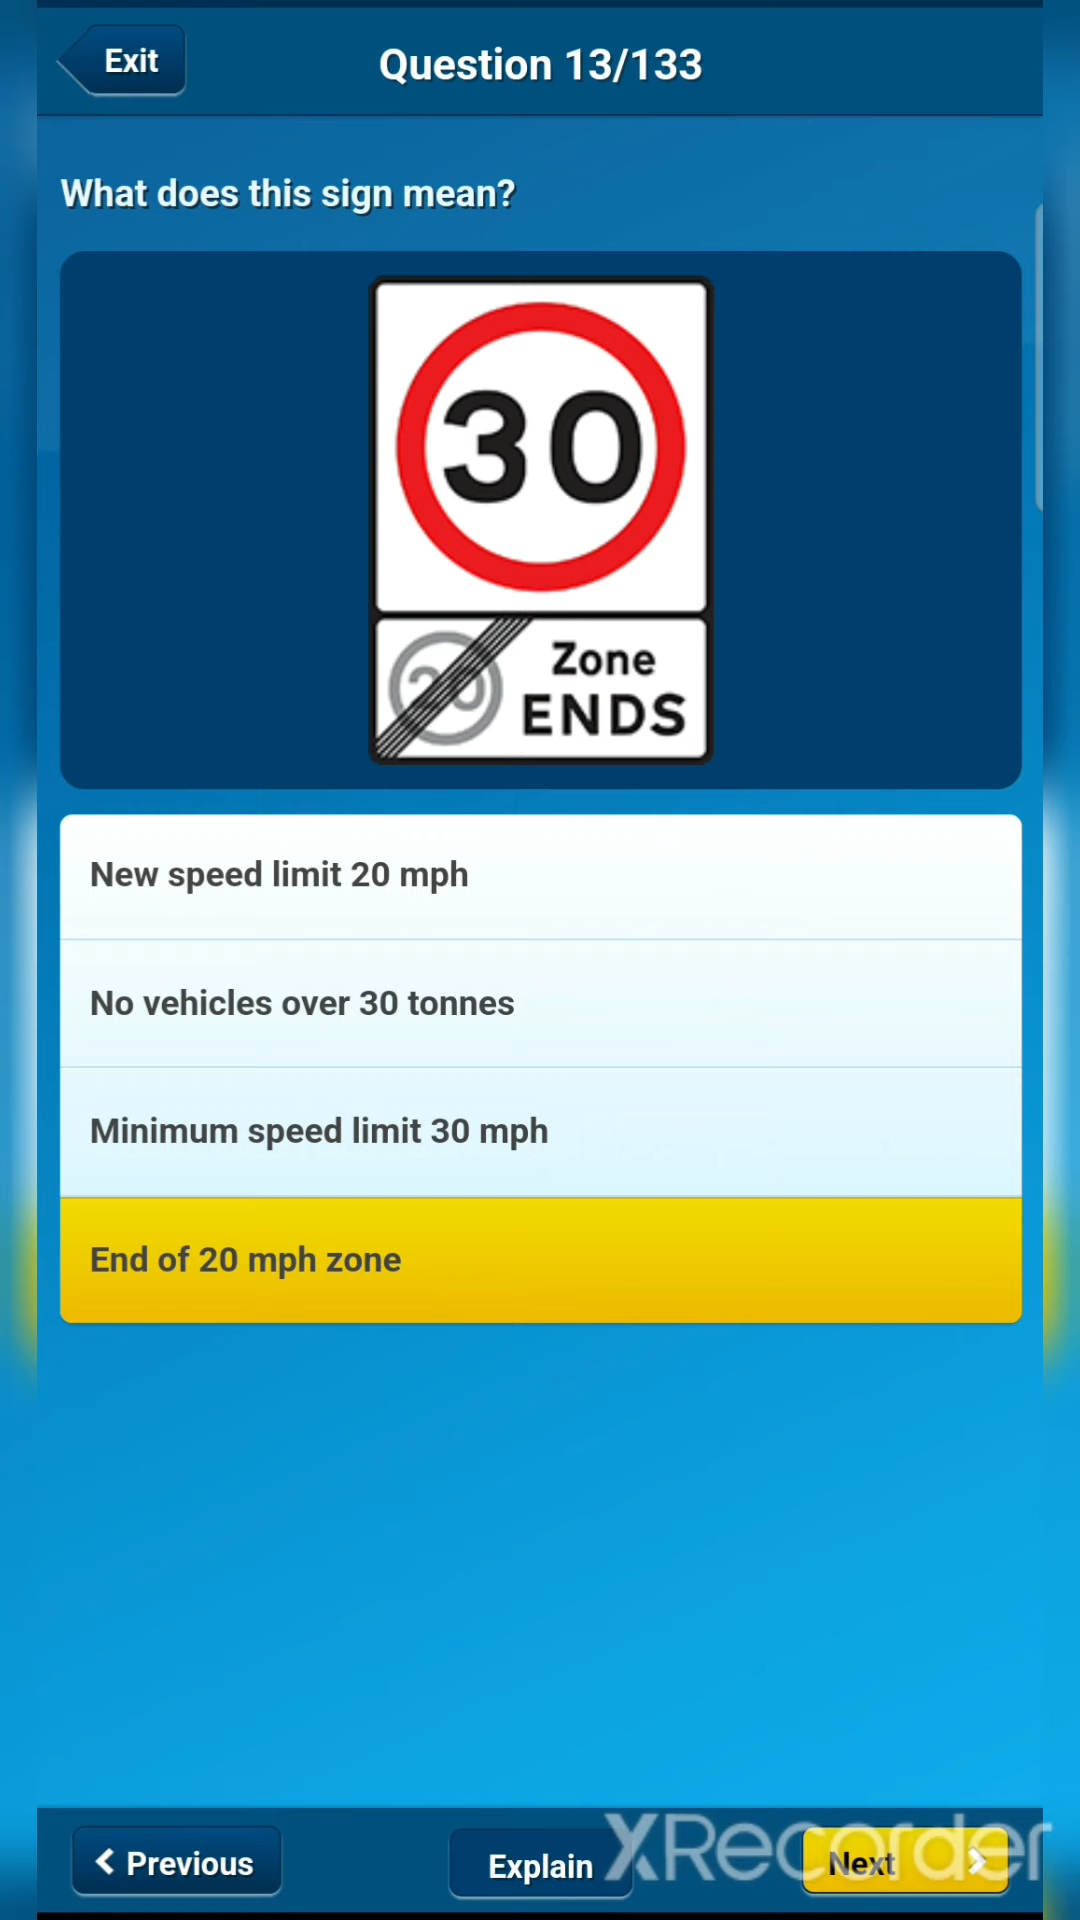 Exit
Question 13/133
What does this sign mean?
30
20
Zone
ENDS
New speed limit 20 mph
No vehicles over 30 tonnes
Minimum speed limit 30 mph
End of 20 mph zone
Previous
Explain
Next
XRecorder